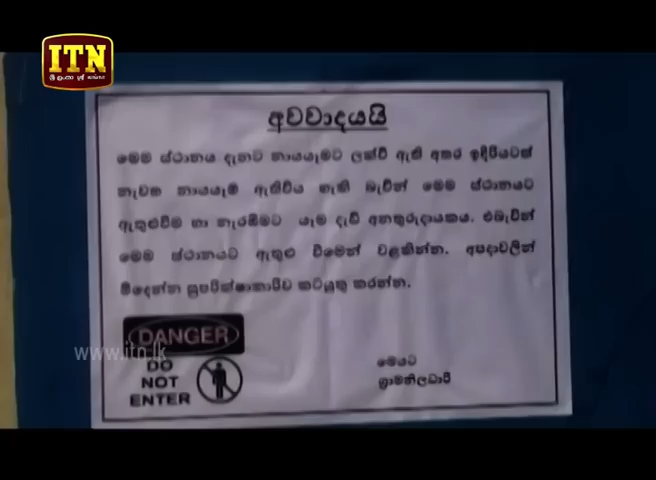 ITN
ශ්‍රී ලංකා ප්‍රශ්
අවවාදයයි
මෙම ස්ථානය දැනට නායයෑමට ලක්වී ඇති අතර ඉදිරියටත්
නැවත නායයෑම් ඇතිවිය හැකි බැවින් මෙම ස්ථානයට
ඇතුළුවීම හා නැරඹීමට යෑම දැඩි අනතුරුදායකය. එබැවින්
මෙම ස්ථානයට ඇතුළු වීමෙන් වළකින්න. අපදාවලින්
මිදෙන්න සුපරික්ෂාකාරීව කටයුතු කරන්න.
DANGER
www.itn.lk
DO
NOT
ENTER
මෙයට
ග්‍රාමනිලධාරී